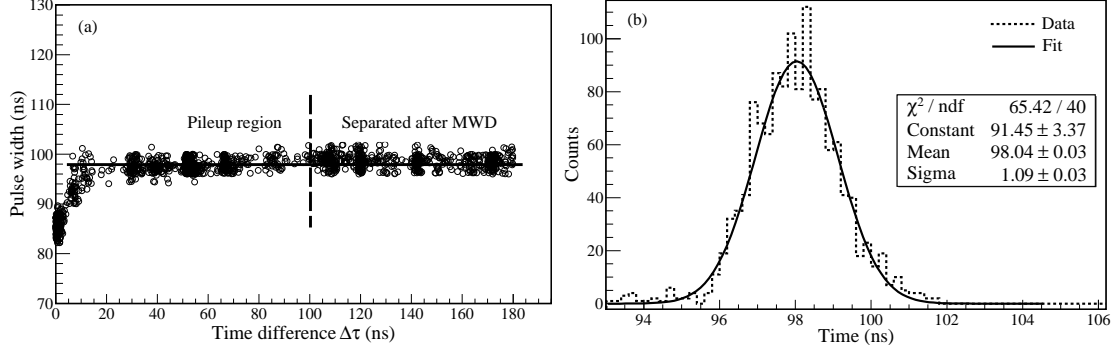 (a)
Pileup region
Separated after MWD
Pulse width (ns)
130
120
110
100
90
80
70
0 20 40 60 80 100 120 140 160 180
Time difference Δτ (ns)
(b)
Data
Fit
χ² / ndf 65.42 / 40
Constant 91.45 ± 3.37
Mean 98.04 ± 0.03
Sigma 1.09 ± 0.03
Counts
100
80
60
40
20
0
94 96 98 100 102 104 106
Time (ns)